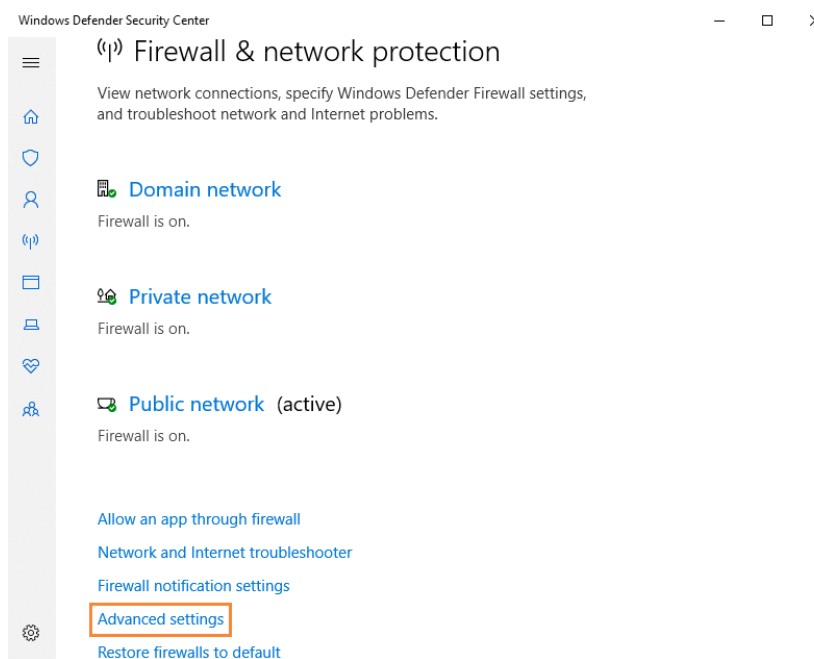 Windows Defender Security Center
Firewall & network protection
View network connections, specify Windows Defender Firewall settings,
and troubleshoot network and Internet problems.
Domain network
Firewall is on.
Private network
Firewall is on.
Public network (active)
Firewall is on.
Allow an app through firewall
Network and Internet troubleshooter
Firewall notification settings
Advanced settings
Restore firewalls to default